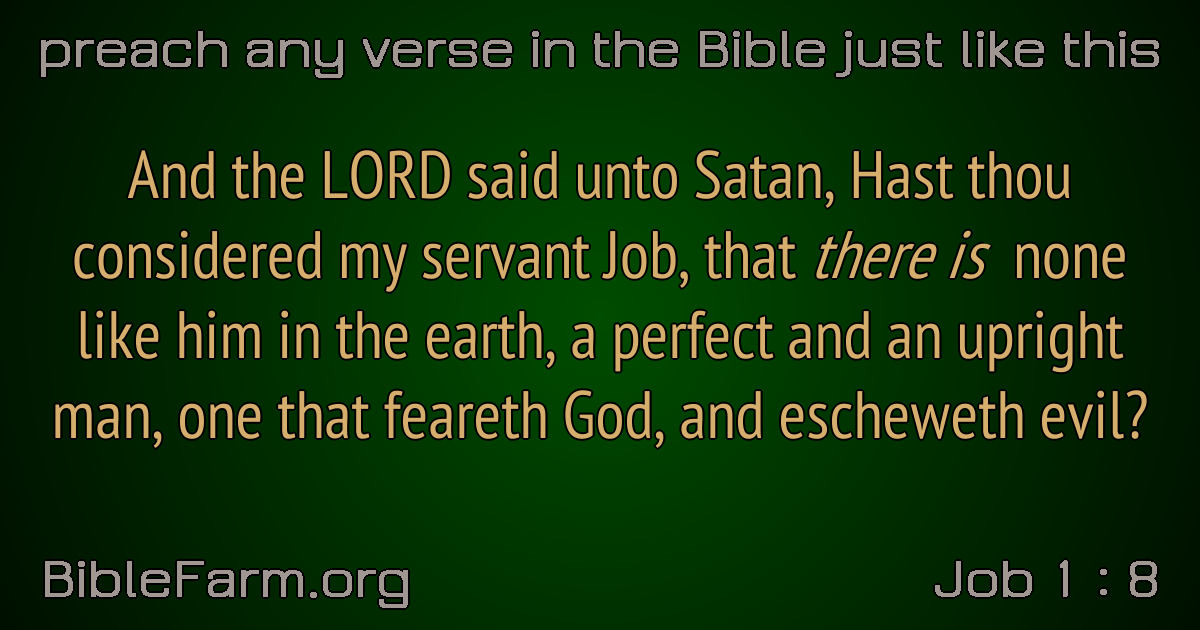 preach any verse in the Bible just like this
And the LORD said unto Satan, Hast thou
considered my servant Job, that there is none
like him in the earth, a perfect and an upright
man, one that feareth God, and escheweth evil?
BibleFarm.org
Job 1 : 8